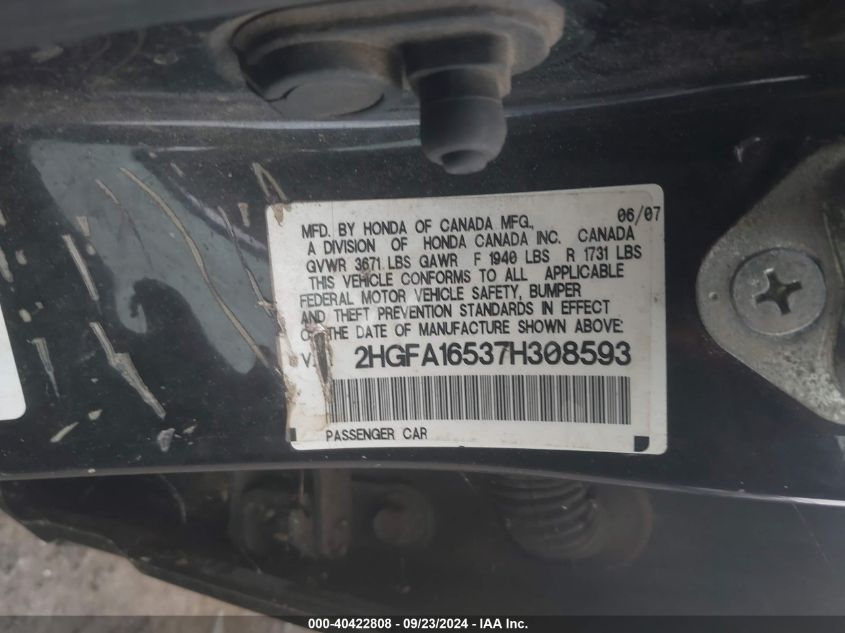 06/07
MFD. BY HONDA OF CANADA MFG.,
A DIVISION OF HONDA CANADA INC. CANADA
GVWR 3671 LBS GAWR F 1940 LBS R 1731 LBS
THIS VEHICLE CONFORMS TO ALL APPLICABLE
FEDERAL MOTOR VEHICLE SAFETY, BUMPER
AND THEFT PREVENTION STANDARDS IN EFFECT
ON THE DATE OF MANUFACTURE SHOWN ABOVE:
V. 2HGFA16537H308593
PASSENGER CAR
000-40422808 - 09/23/2024 - IAA Inc.